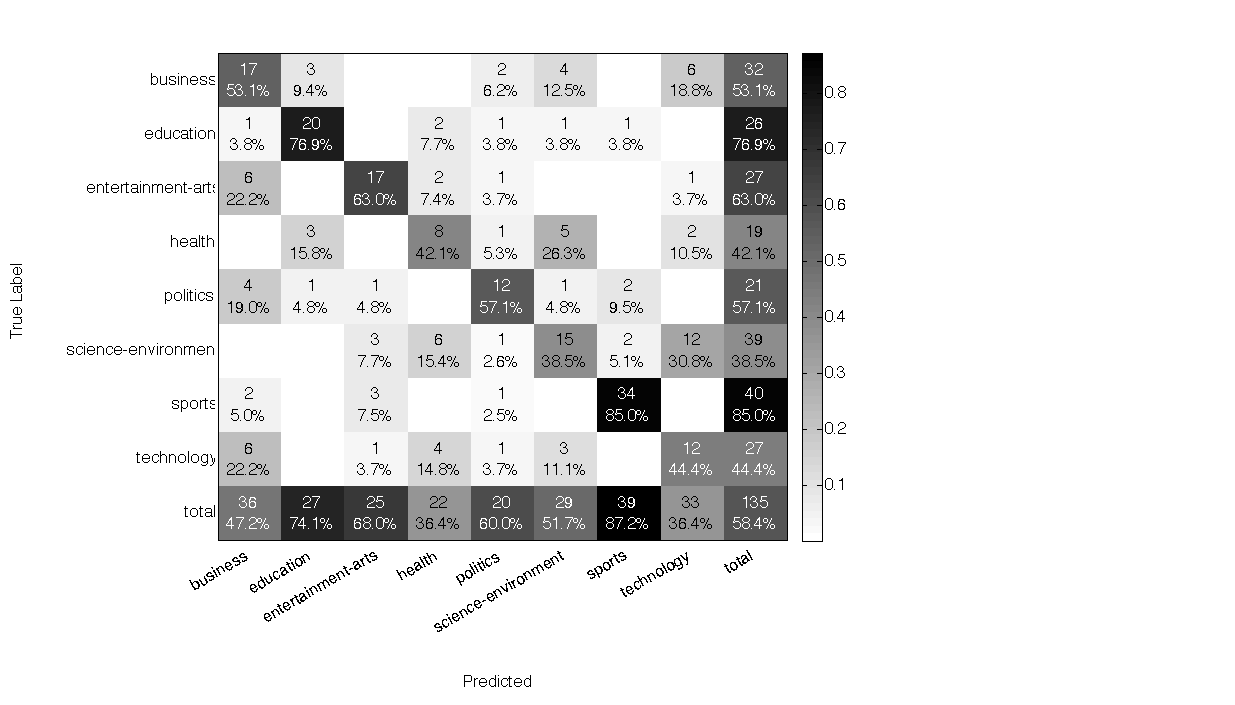 business 17 3 2 4 6 32
53.1% 9.4% 6.2% 12.5% 18.8% 53.1%
education 1 20 2 1 1 1 26
3.8% 76.9% 7.7% 3.8% 3.8% 3.8% 76.9%
entertainment-arts 6 17 2 1 1 27
22.2% 63.0% 7.4% 3.7% 3.7% 63.0%
health 3 8 1 5 2 19
15.8% 42.1% 5.3% 26.3% 10.5% 42.1%
politics 4 1 1 12 1 2 21
19.0% 4.8% 4.8% 57.1% 4.8% 9.5% 57.1%
science-environmen 3 6 1 15 2 12 39
7.7% 15.4% 2.6% 38.5% 5.1% 30.8% 38.5%
sports 2 3 1 34 40
5.0% 7.5% 2.5% 85.0% 85.0%
technology 6 1 4 1 3 12 27
22.2% 3.7% 14.8% 3.7% 11.1% 44.4% 44.4%
total 36 27 25 22 20 29 39 33 135
47.2% 74.1% 68.0% 36.4% 60.0% 51.7% 87.2% 36.4% 58.4%
business education entertainment-arts health politics science-environment sports technology total
Predicted
True Label
0.8
0.7
0.6
0.5
0.4
0.3
0.2
0.1